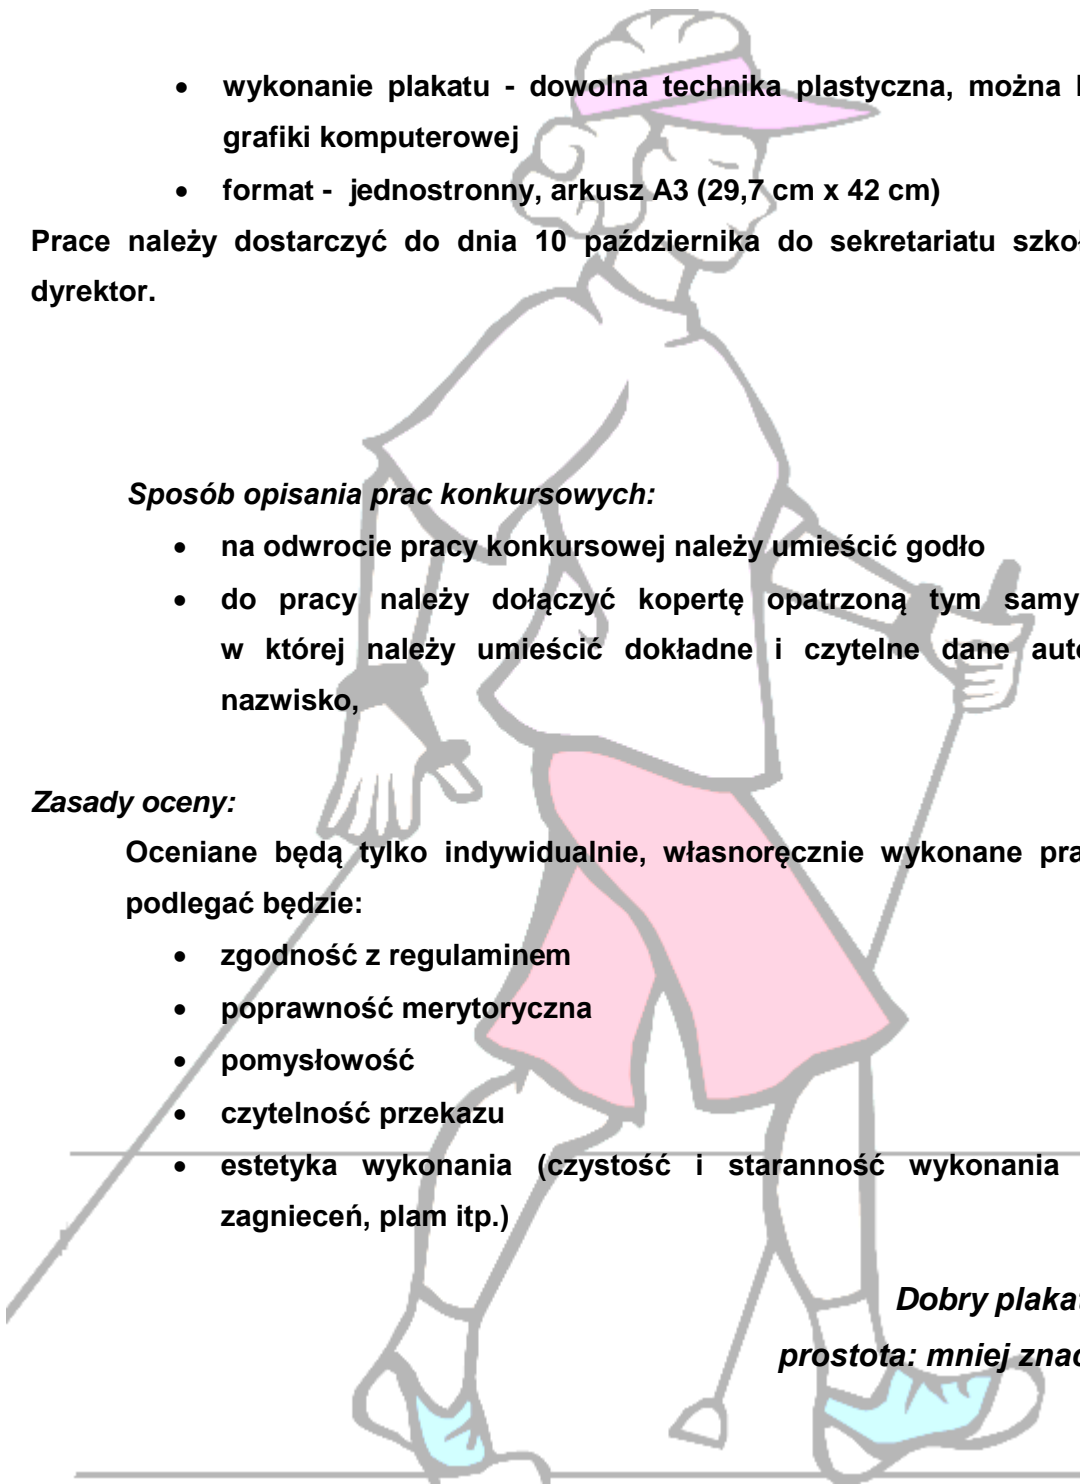 • wykonanie plakatu - dowolna technika plastyczna, można
grafiki komputerowej
• format - jednostronny, arkusz A3 (29,7 cm x 42 cm)
Prace należy dostarczyć do dnia 10 października do sekretariatu
dyrektor.
Sposób opisania prac konkursowych:
• na odwrocie pracy konkursowej należy umieścić godło
• do pracy należy dołączyć kopertę opatrzoną tym
w której należy umieścić dokładne i czytelne dane
nazwisko,
Zasady oceny:
Oceniane będą tylko indywidualnie, własnoręcznie wykonane
podlegać będzie:
• zgodność z regulaminem
• poprawność merytoryczna
• pomysłowość
• czytelność przekazu
• estetyka wykonania (czystość i staranność wykonania
zagnieceń, plam itp.)
Dobry plakat
prostota: mniej